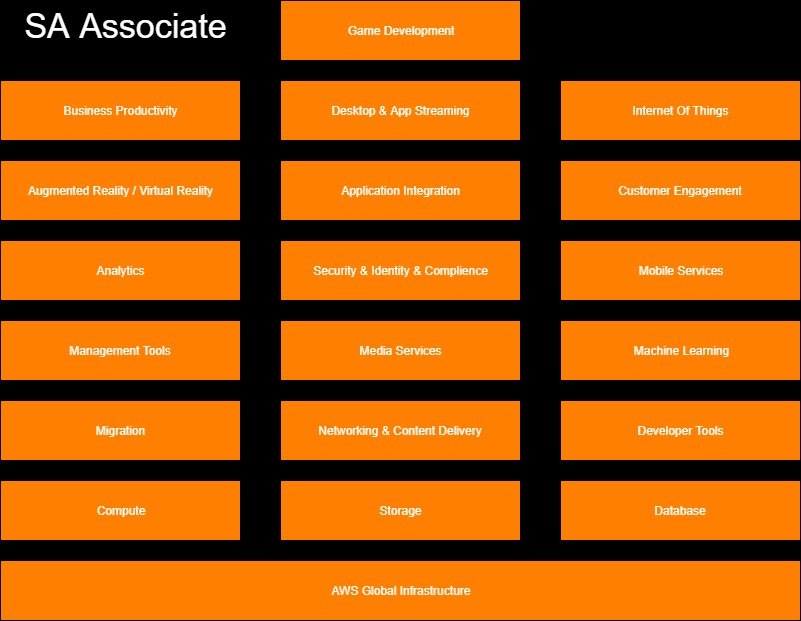 SA Associate
Game Development
Business Productivity
Desktop & App Streaming
Internet Of Things
Augmented Reality / Virtual Reality
Application Integration
Customer Engagement
Analytics
Security & Identity & Complience
Mobile Services
Management Tools
Media Services
Machine Learning
Migration
Networking & Content Delivery
Developer Tools
Compute
Storage
Database
AWS Global Infrastructure